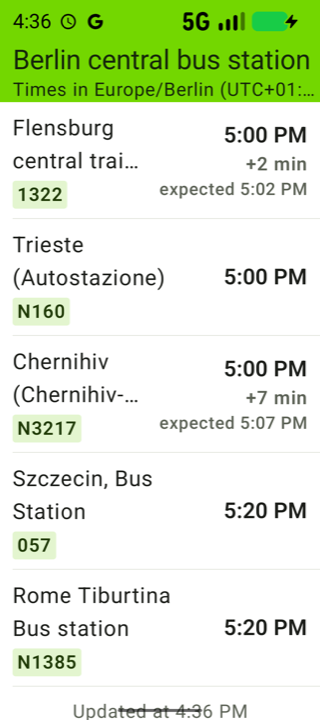 4:36 G 5G
Berlin central bus station
Times in Europe/Berlin (UTC+01:...
Flensburg
central trai...
5:00 PM
+2 min
expected 5:02 PM
1322
Trieste
(Autostazione)
5:00 PM
N160
Chernihiv
(Chernihiv-...
5:00 PM
+7 min
expected 5:07 PM
N3217
Szczecin, Bus
Station
5:20 PM
057
Rome Tiburtina
Bus station
5:20 PM
N1385
Updated at 4:36 PM